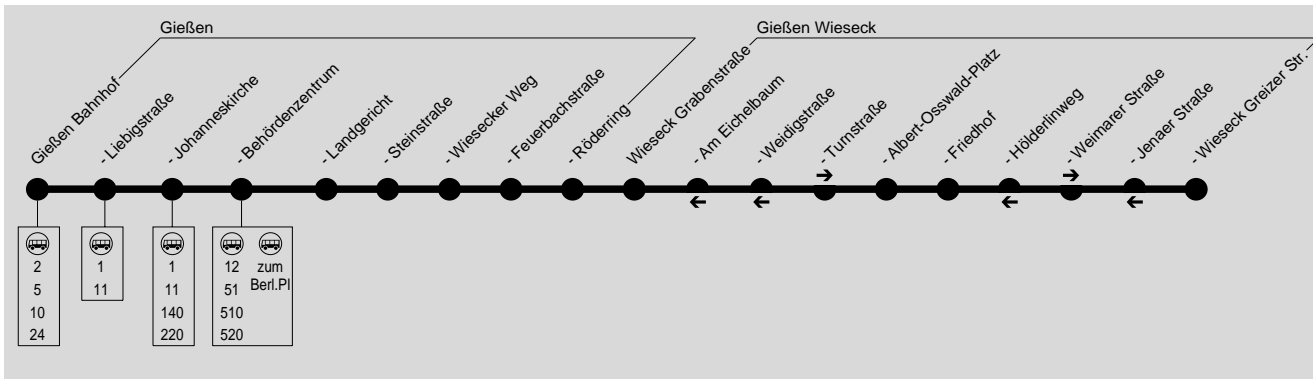 Gießen
Gießen Wieseck
Gießen Bahnhof
- Liebigstraße
- Johanneskirche
- Behördenzentrum
- Landgericht
- Steinstraße
- Wiesecker Weg
- Feuerbachstraße
- Röderring
Wieseck Grabenstraße
- Am Eichelbaum
- Weidigstraße
- Turnstraße
- Albert-Osswald-Platz
- Friedhof
- Hölderlinweg
- Weimarer Straße
- Jenaer Straße
- Wieseck Greizer Str.
2
5
10
24
1
11
1
11
140
220
12
51
510
520
zum
Berl.Pl